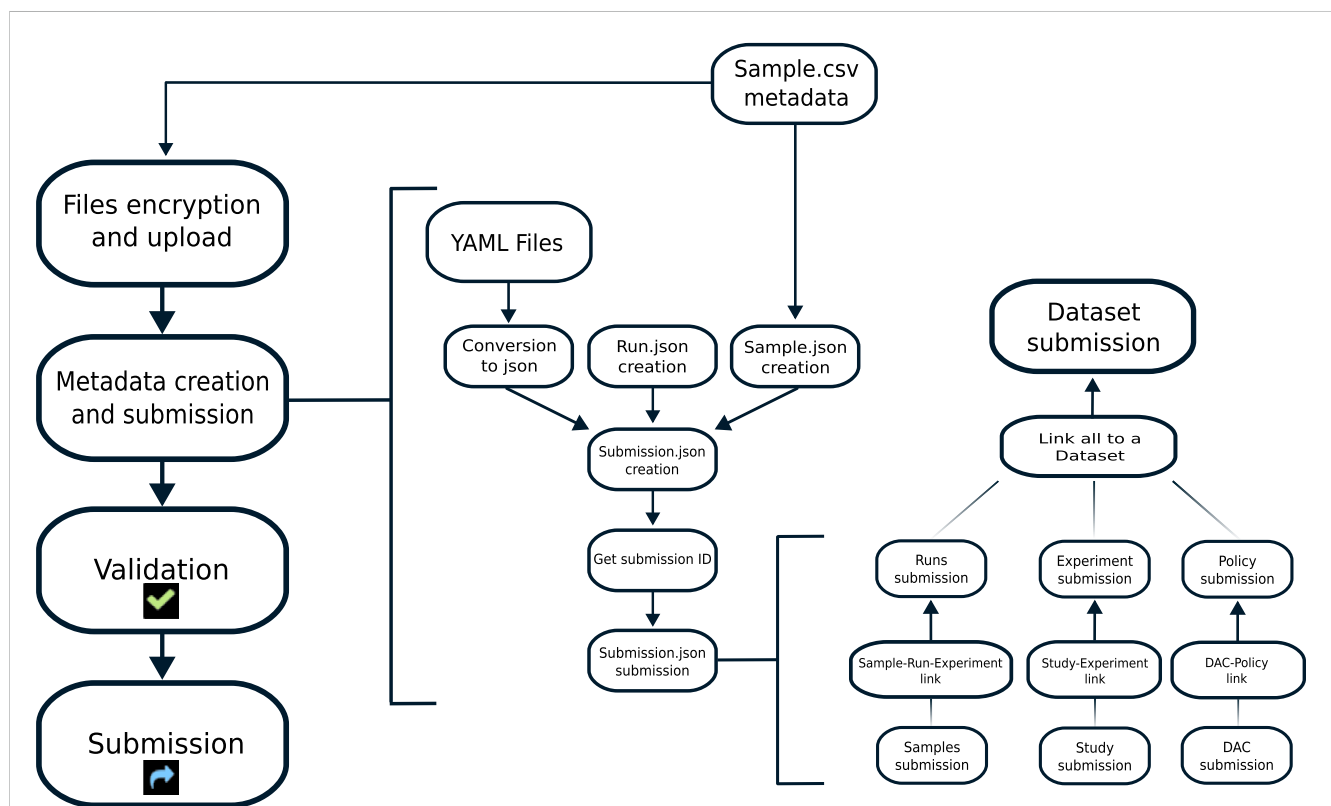 Sample.csv
metadata
Files encryption
and upload
Metadata creation
and submission
Validation
Submission
YAML Files
Conversion
to json
Run.json
creation
Sample.json
creation
Submission.json
creation
Get submission ID
Submission.json
submission
Dataset
submission
Link all to a
Dataset
Runs
submission
Experiment
submission
Policy
submission
Sample-Run-Experiment
link
Study-Experiment
link
DAC-Policy
link
Samples
submission
Study
submission
DAC
submission